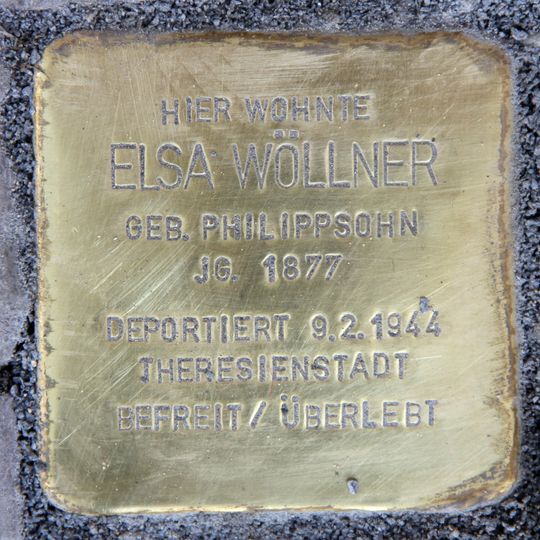 HIER WOHNTE
ELSA WÖLLNER
GEB. PHILIPPSOHN
JG. 1877
DEPORTIERT 9.2.1944
THERESIENSTADT
BEFREIT / ÜBERLEBT